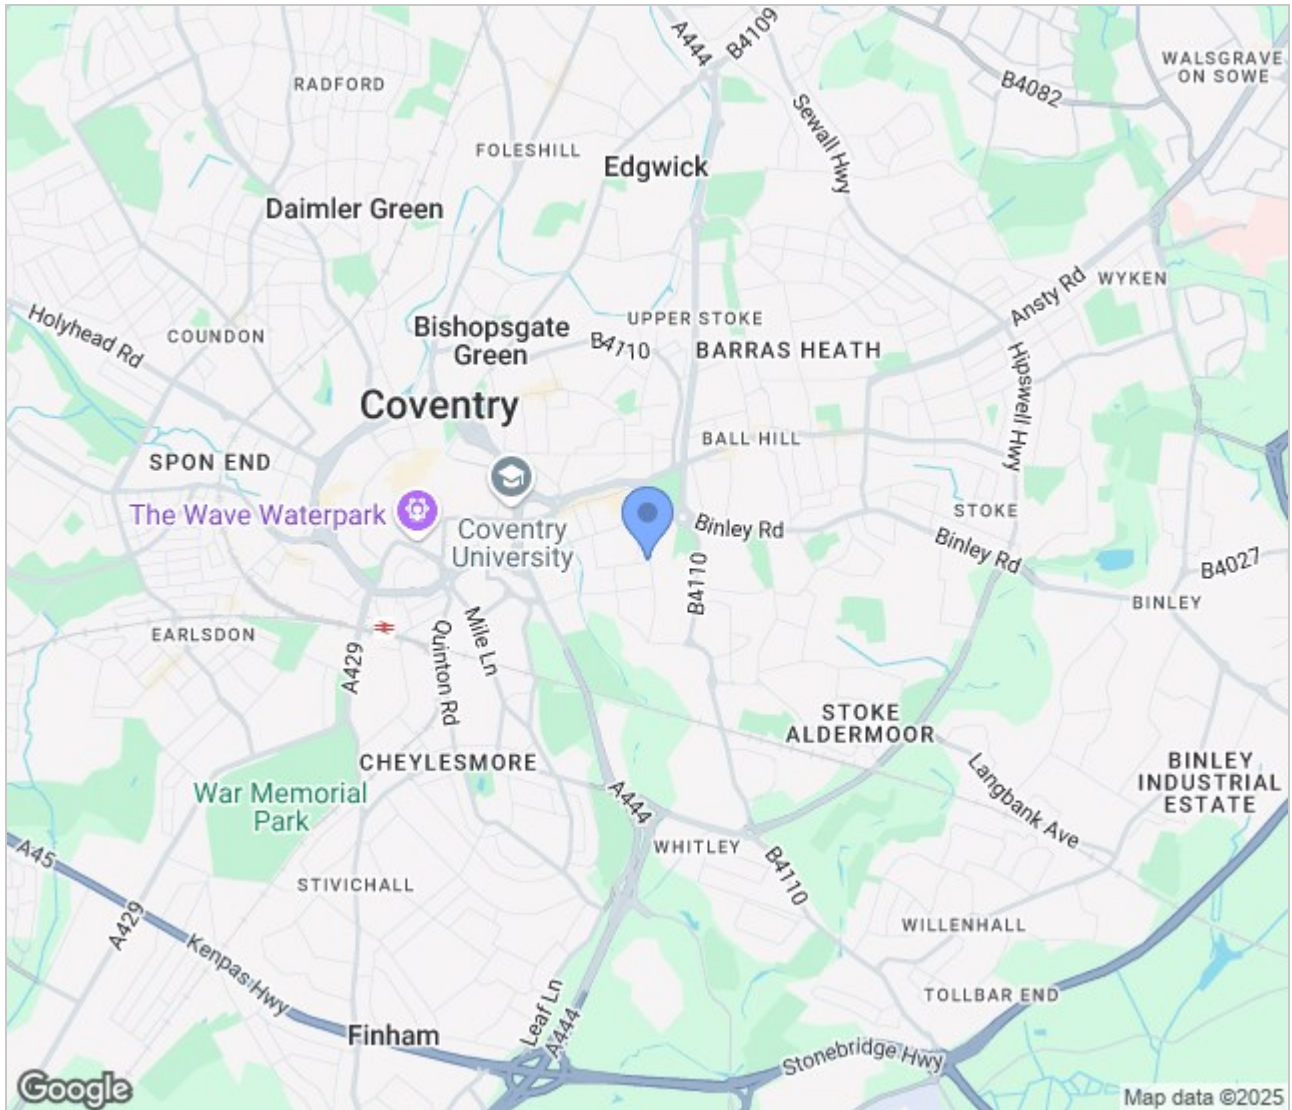 A444
B4109
WALSGRAVE
ON SOWE
RADFORD
B4082
Sewall Hwy
FOLESHILL
Edgwick
Daimler Green
WYKEN
Ansty Rd
Holyhead Rd
COUNDON
Bishopsgate
Green
UPPER STOKE
B4110
BARRAS HEATH
Hipswell Hwy
Coventry
BALL HILL
SPON END
The Wave Waterpark
Coventry
University
Binley Rd
STOKE
Binley Rd
B4027
B4110
BINLEY
EARLSDON
Mile Ln
Quinton Rd
A429
STOKE
ALDERMOOR
CHEYLESMORE
Langbank Ave
BINLEY
INDUSTRIAL
ESTATE
War Memorial
Park
A444
WHITLEY
B4110
A45
STIVICHALL
A429
WILLENHALL
Kenpas Hwy
TOLLBAR END
Leaf Ln
A444
Finham
Stonebridge Hwy
Google
Map data ©2025